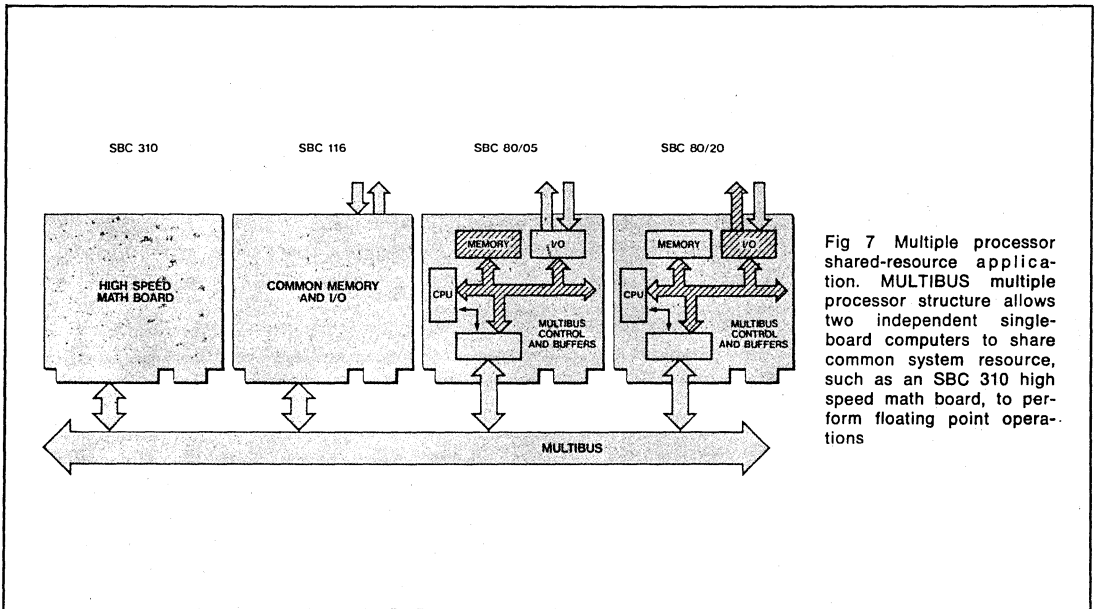 SBC 310
SBC 116
SBC 80/05
SBC 80/20
HIGH SPEED
MATH BOARD
COMMON MEMORY
AND I/O
MEMORY
I/O
CPU
MULTIBUS
CONTROL
AND BUFFERS
MEMORY
I/O
CPU
MULTIBUS
CONTROL
AND BUFFERS
MULTIBUS
Fig 7 Multiple processor
shared-resource applica-
tion. MULTIBUS multiple
processor structure allows
two independent single-
board computers to share
common system resource,
such as an SBC 310 high
speed math board, to per-
form floating point opera-
tions